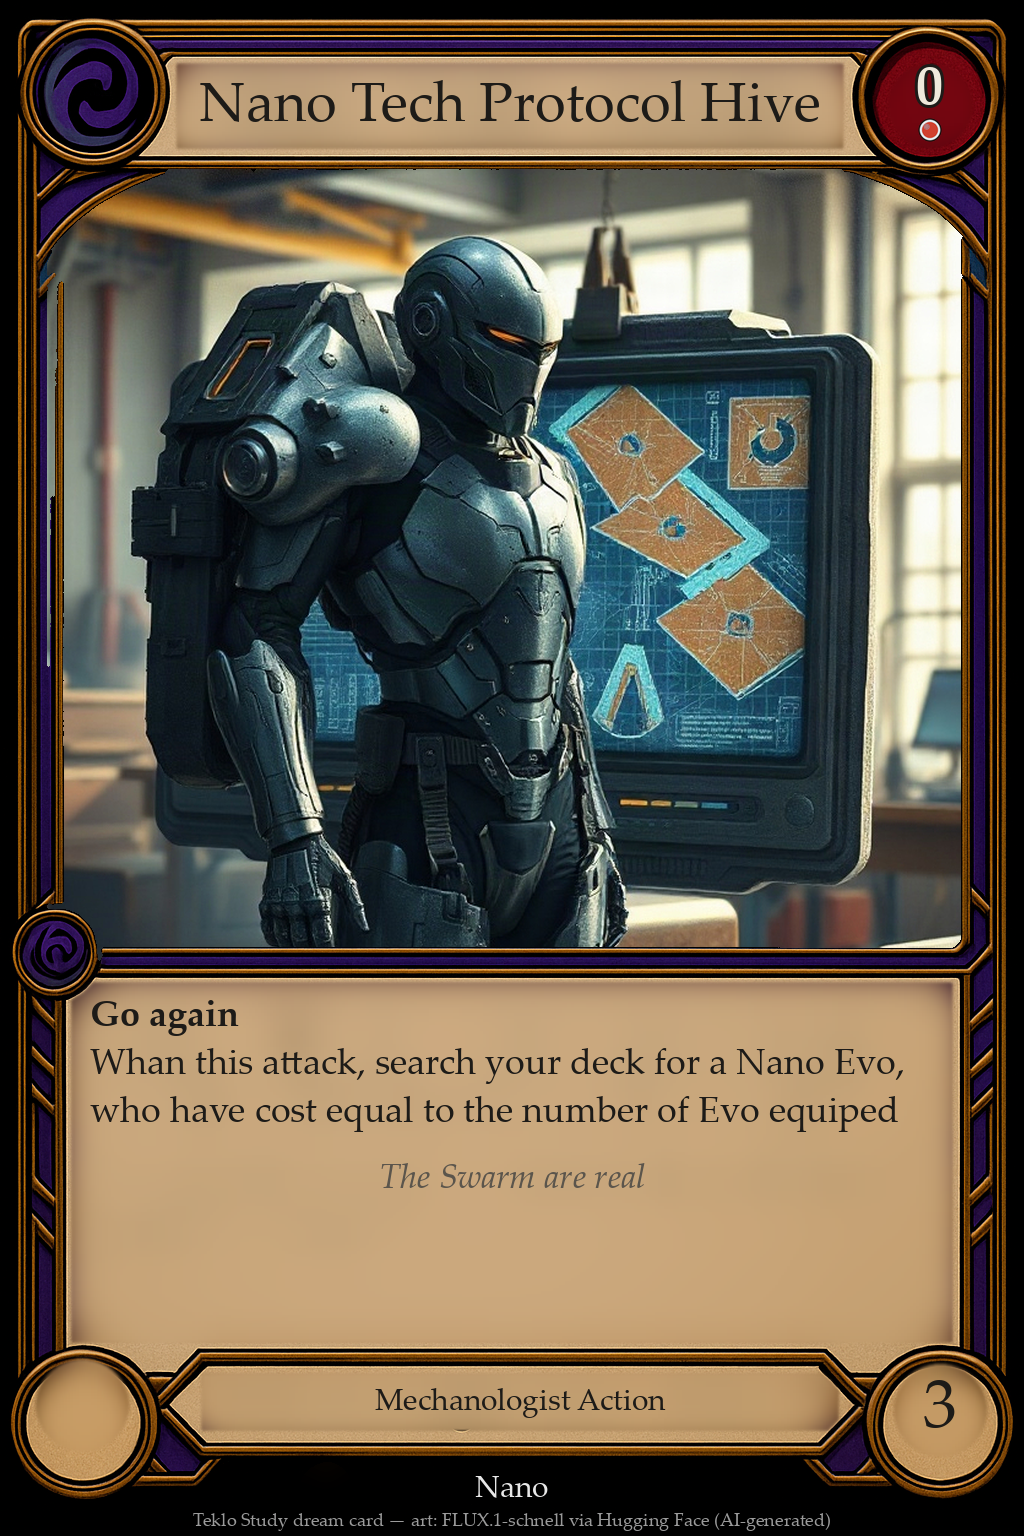 Nano Tech Protocol Hive
0
Go again
Whan this attack, search your deck for a Nano Evo,
who have cost equal to the number of Evo equiped
The Swarm are real
Mechanologist Action
3
Nano
Teklo Study dream card — art: FLUX.1-schnell via Hugging Face (AI-generated)